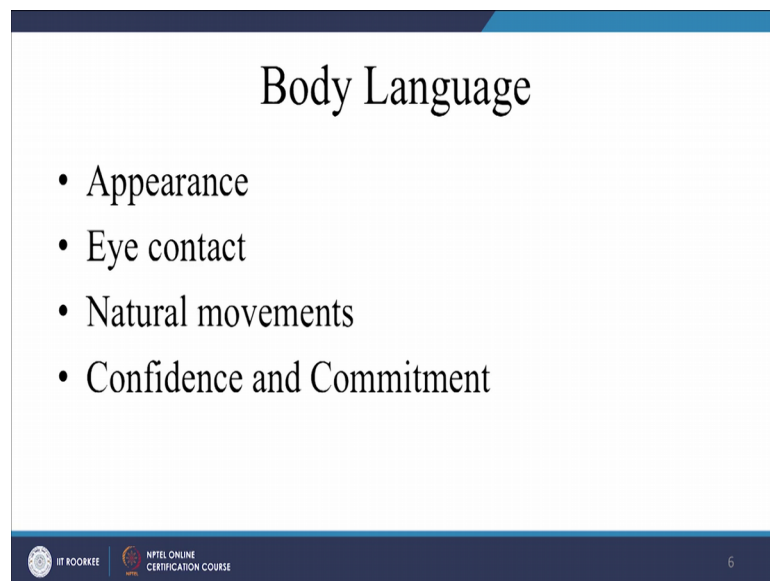 Body Language
• Appearance
• Eye contact
• Natural movements
• Confidence and Commitment
IIT ROORKEE
NPTEL ONLINE
CERTIFICATION COURSE
6